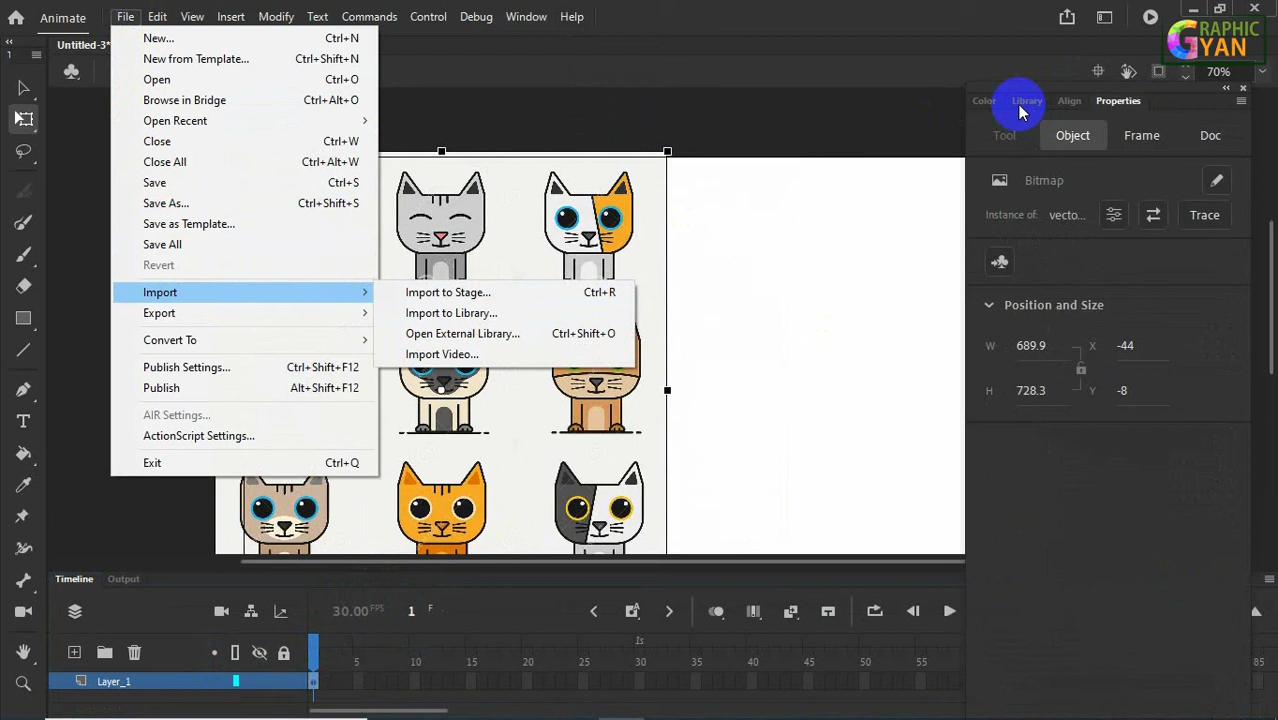 Animate File Edit View Insert Modify Text Commands Control Debug Window Help
GRAPHIC GYAN
Untitled-3*
70%
New... Ctrl+N
New from Template... Ctrl+Shift+N
Open Ctrl+O
Browse in Bridge Ctrl+Alt+O
Open Recent
Close Ctrl+W
Close All Ctrl+Alt+W
Save Ctrl+S
Save As... Ctrl+Shift+S
Save as Template...
Save All
Revert
Import
Export
Convert To
Publish Settings... Ctrl+Shift+F12
Publish Alt+Shift+F12
AIR Settings...
ActionScript Settings...
Exit Ctrl+Q
Import to Stage... Ctrl+R
Import to Library...
Open External Library... Ctrl+Shift+O
Import Video...
Color Library Align Properties
Tool Object Frame Doc
Bitmap
Instance of: vecto... Trace
Position and Size
W 689.9 X -44
H 728.3 Y -8
Timeline Output
30.00 FPS 1 F
1s
5 10 15 20 25 30 35 40 45 50 55 85
Layer_1